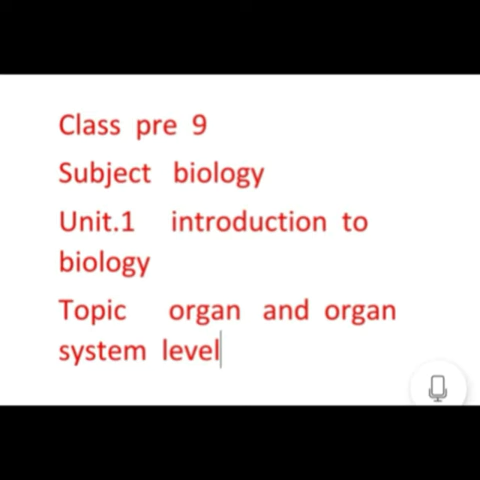 Class pre 9
Subject biology
Unit.1 introduction to
biology
Topic organ and organ
system level